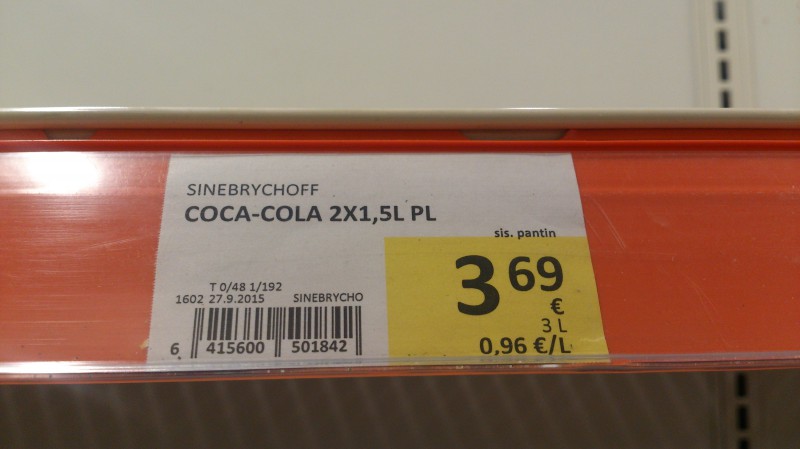 SINEBRYCHOFF
COCA-COLA 2X1,5L PL
sis. pantin
3 69
€
3 L
0,96 €/L
T 0/48 1/192
1602 27.9.2015 SINEBRYCHO
6 415600 501842